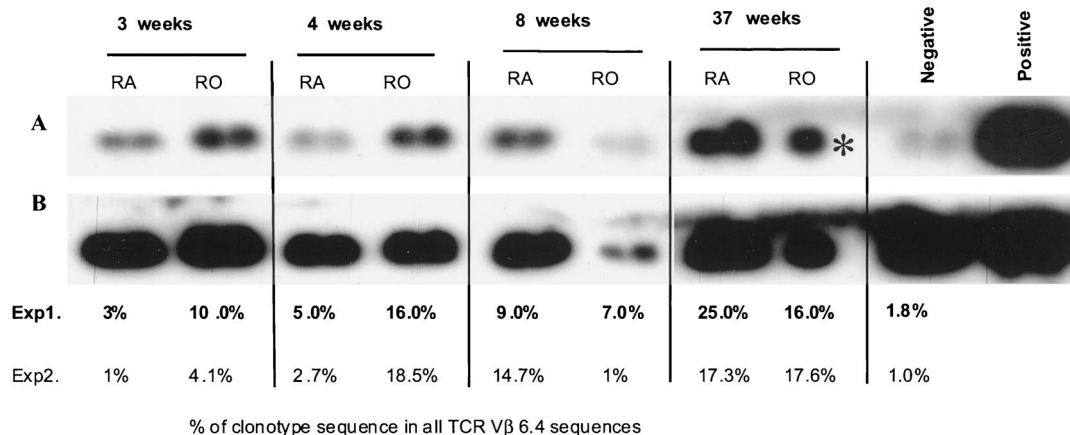 3 weeks 4 weeks 8 weeks 37 weeks Negative Positive
RA RO RA RO RA RO RA RO
A
*
B
Exp1. 3% 10 .0% 5.0% 16.0% 9.0% 7.0% 25.0% 16.0% 1.8%
Exp2. 1% 4.1% 2.7% 18.5% 14.7% 1% 17.3% 17.6% 1.0%
% of clonotype sequence in all TCR Vβ 6.4 sequences